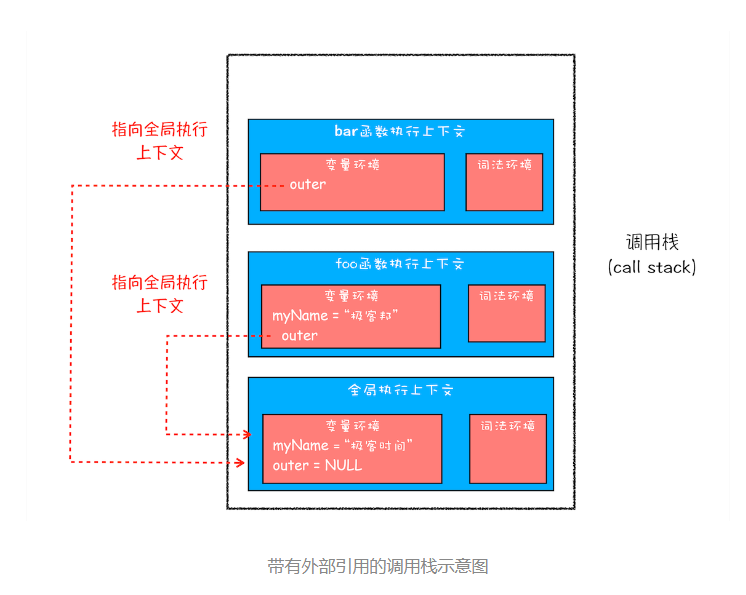 指向全局执行
上下文
bar函数执行上下文
变量环境
outer
词法环境
调用栈
(call stack)
指向全局执行
上下文
foo函数执行上下文
变量环境
myName = “极客邦”
outer
词法环境
全局执行上下文
变量环境
myName = “极客时间”
outer = NULL
词法环境
带有外部引用的调用栈示意图